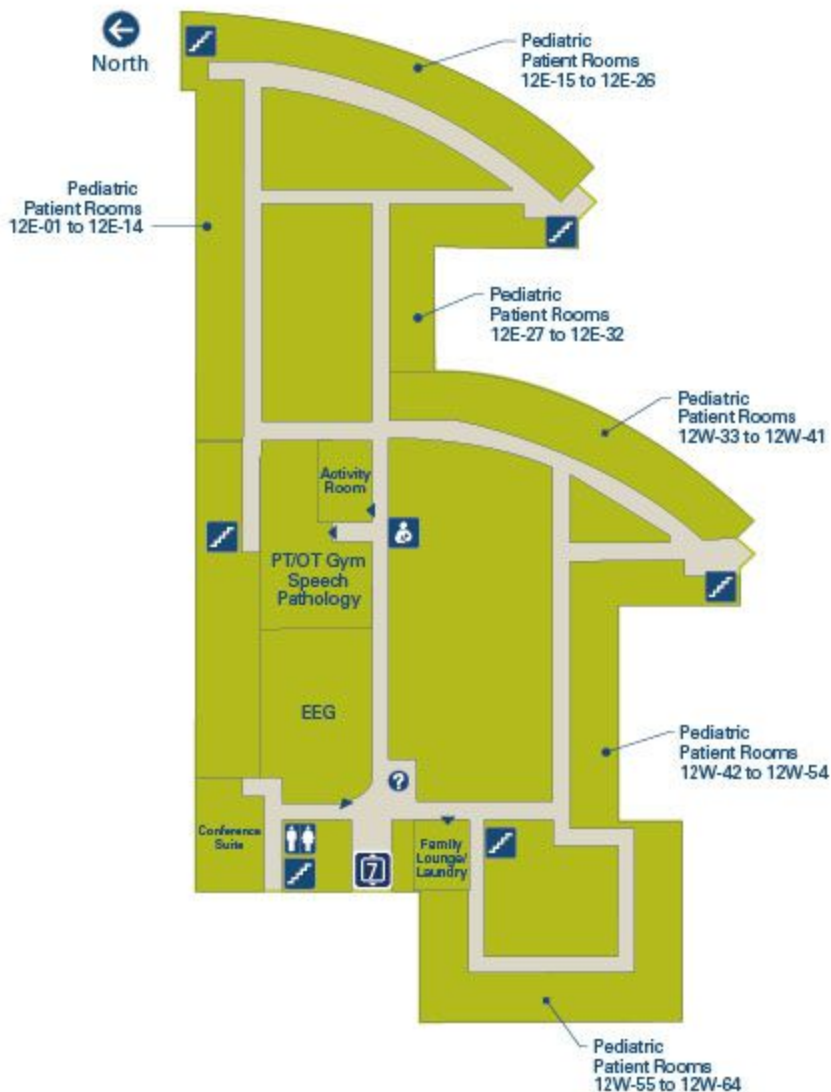 North
Pediatric
Patient Rooms
12E-15 to 12E-26
Pediatric
Patient Rooms
12E-01 to 12E-14
Pediatric
Patient Rooms
12E-27 to 12E-32
Pediatric
Patient Rooms
12W-33 to 12W-41
Activity
Room
PT/OT Gym
Speech
Pathology
EEG
?
Pediatric
Patient Rooms
12W-42 to 12W-54
Conference
Suite
Family
Lounge/
Laundry
7
Pediatric
Patient Rooms
12W-55 to 12W-64